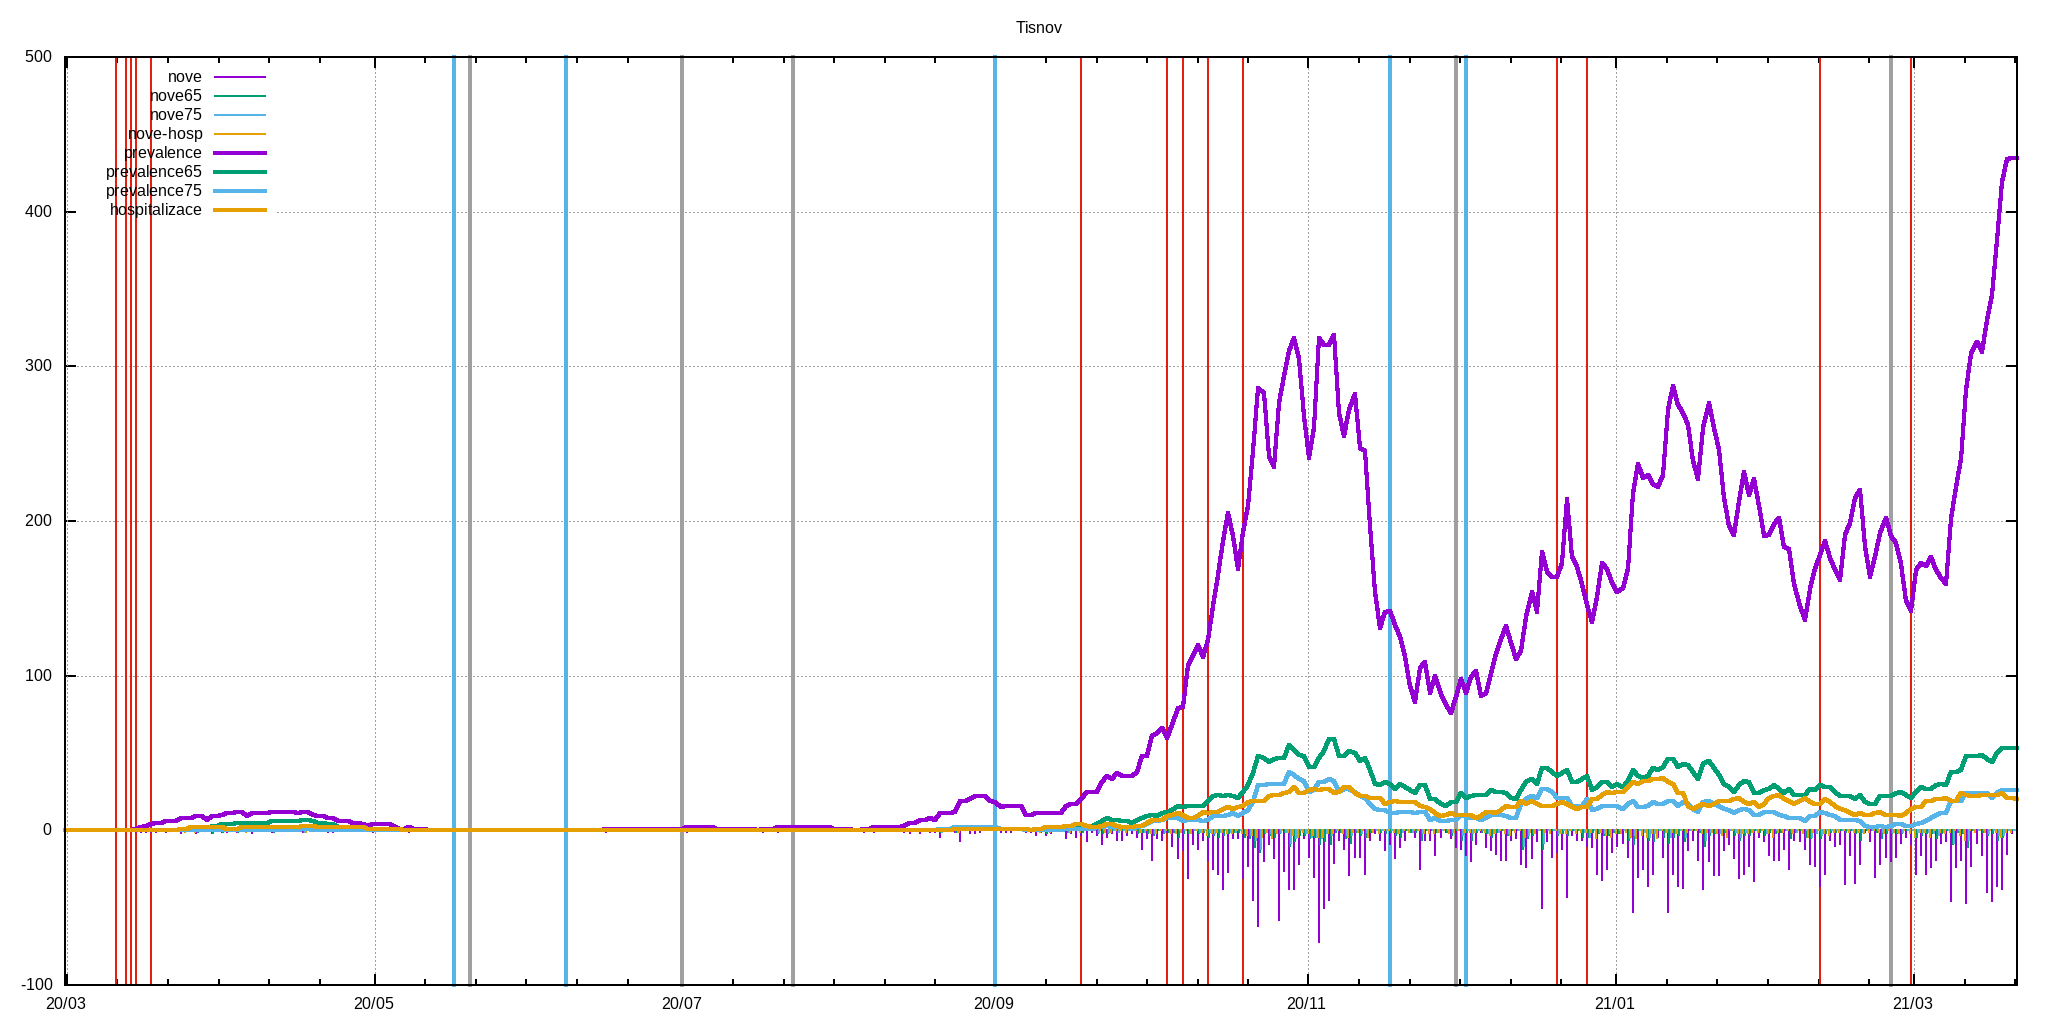 Tisnov
500
400
300
200
100
0
-100
nove
nove65
nove75
nove-hosp
prevalence
prevalence65
prevalence75
hospitalizace
20/03 20/05 20/07 20/09 20/11 21/01 21/03